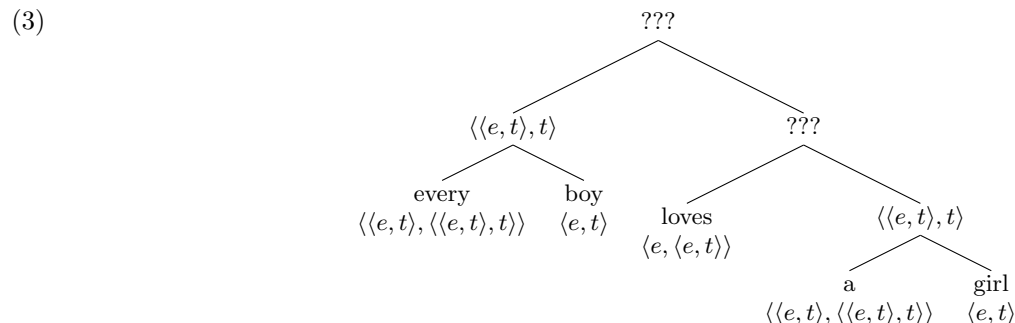 (3)
???
⟨⟨e, t⟩, t⟩ ???
every boy
⟨⟨e, t⟩, ⟨⟨e, t⟩, t⟩⟩ ⟨e, t⟩
loves ⟨⟨e, t⟩, t⟩
⟨e, ⟨e, t⟩⟩
a girl
⟨⟨e, t⟩, ⟨⟨e, t⟩, t⟩⟩ ⟨e, t⟩